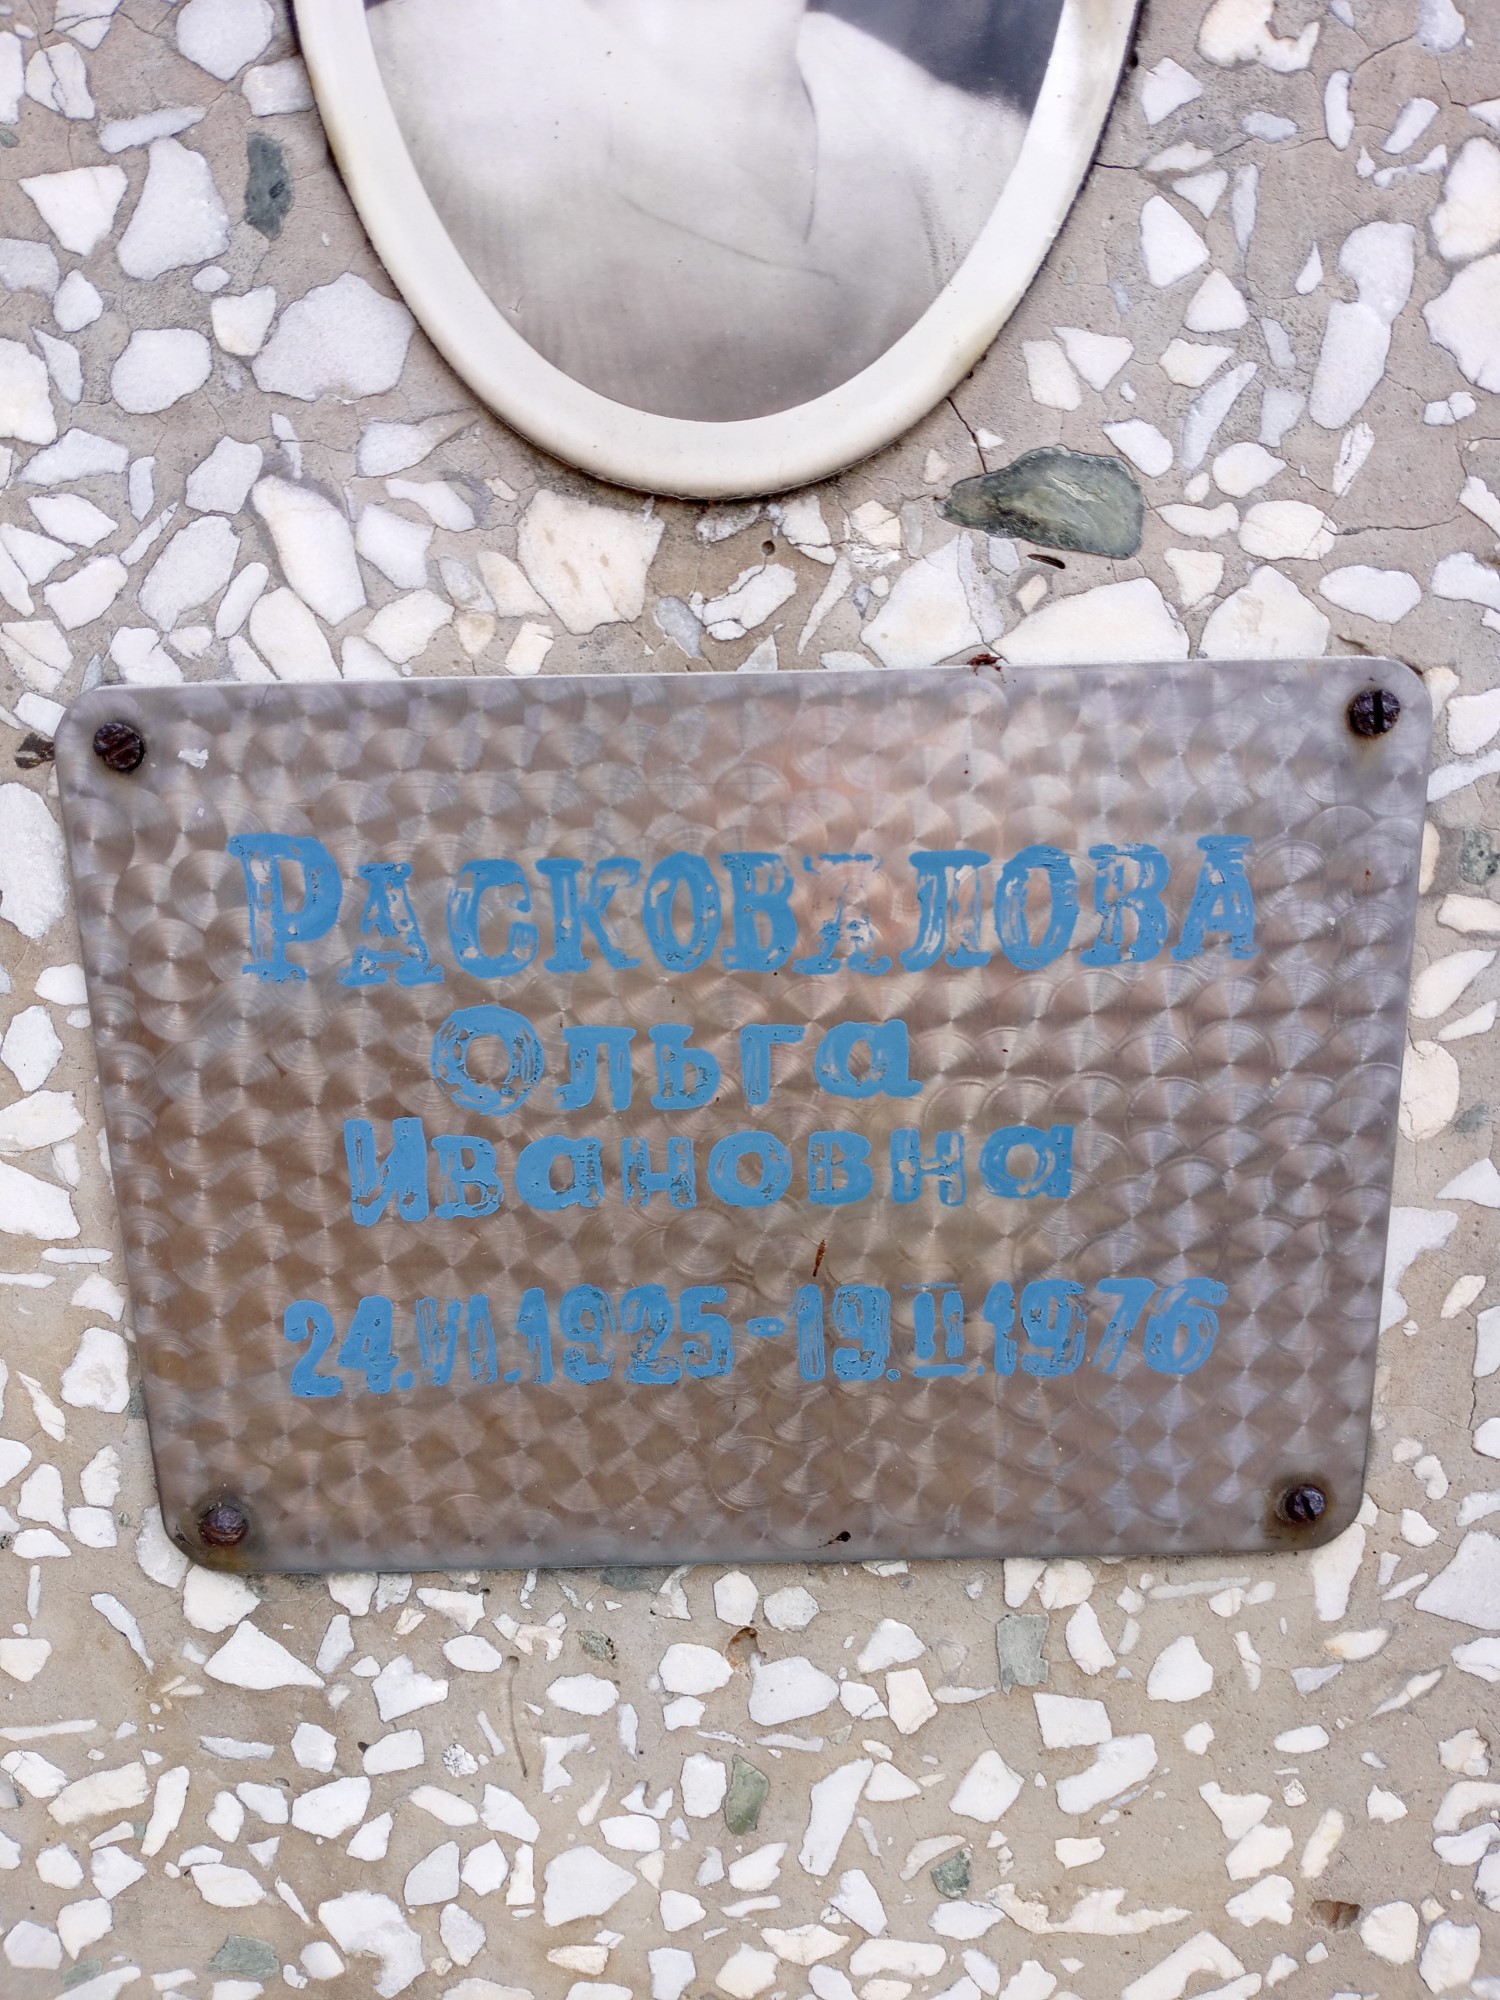 РАСКОВАЛОВА
Ольга
Ивановна
24.VI.1925-19.II.1976